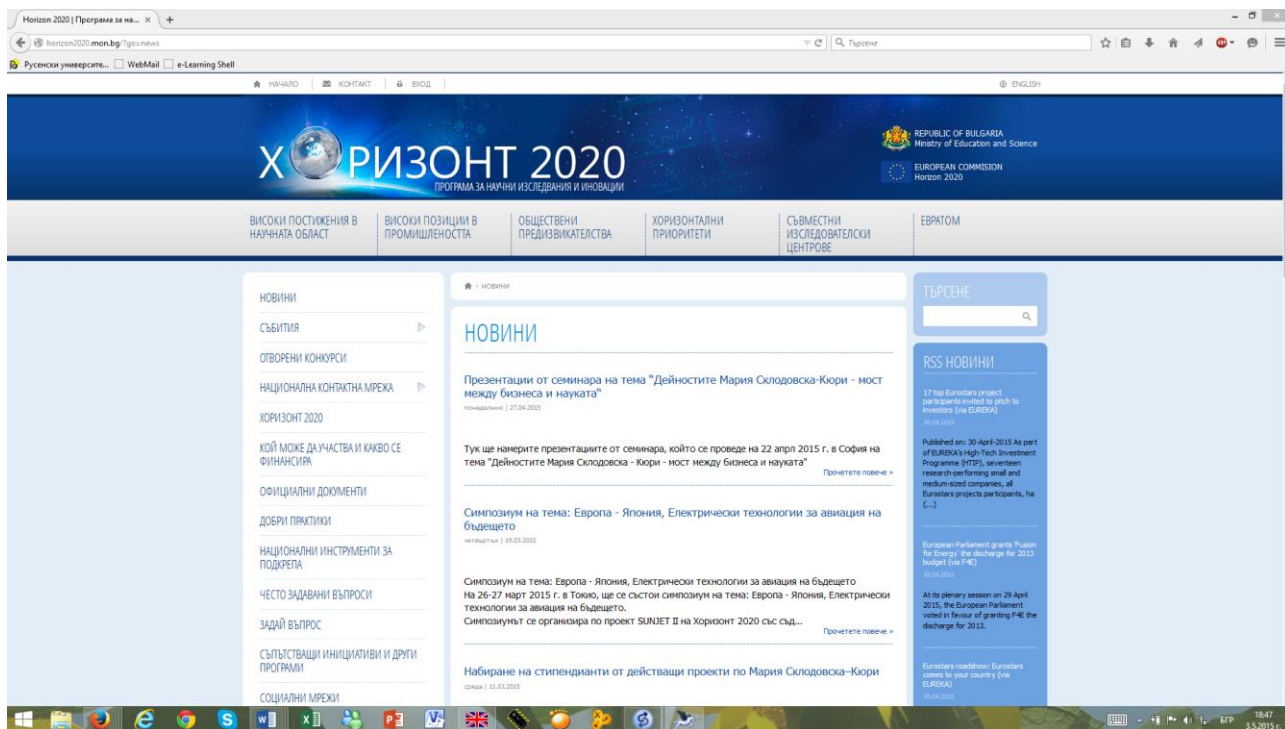 Horizon 2020 | Програма за на...
horizon2020.mon.bg/?go=news
Търсене
Русенски университе...
WebMail
e-Learning Shell
НАЧАЛО
КОНТАКТ
ВХОД
ENGLISH
ХОРИЗОНТ 2020
ПРОГРАМА ЗА НАУЧНИ ИЗСЛЕДВАНИЯ И ИНОВАЦИИ
REPUBLIC OF BULGARIA
Ministry of Education and Science
EUROPEAN COMMISION
Horizon 2020
ВИСОКИ ПОСТИЖЕНИЯ В
НАУЧНАТА ОБЛАСТ
ВИСОКИ ПОЗИЦИИ В
ПРОМИШЛЕНОСТТА
ОБЩЕСТВЕНИ
ПРЕДИЗВИКАТЕЛСТВА
ХОРИЗОНТАЛНИ
ПРИОРИТЕТИ
СЪВМЕСТНИ
ИЗСЛЕДОВАТЕЛСКИ
ЦЕНТРОВЕ
ЕВРАТОМ
НОВИНИ
СЪБИТИЯ
ОТВОРЕНИ КОНКУРСИ
НАЦИОНАЛНА КОНТАКТНА МРЕЖА
ХОРИЗОНТ 2020
КОЙ МОЖЕ ДА УЧАСТВА И КАКВО СЕ
ФИНАНСИРА
ОФИЦИАЛНИ ДОКУМЕНТИ
ДОБРИ ПРАКТИКИ
НАЦИОНАЛНИ ИНСТРУМЕНТИ ЗА
ПОДКРЕПА
ЧЕСТО ЗАДАВАНИ ВЪПРОСИ
ЗАДАЙ ВЪПРОС
СЪПЪТСТВАЩИ ИНИЦИАТИВИ И ДРУГИ
ПРОГРАМИ
СОЦИАЛНИ МРЕЖИ
› НОВИНИ
НОВИНИ
Презентации от семинара на тема "Дейностите Мария Склодовска-Кюри - мост
между бизнеса и науката"
понеделник | 27.04.2015
Тук ще намерите презентациите от семинара, който се проведе на 22 апрл 2015 г. в София на
тема "Дейностите Мария Склодовска - Кюри - мост между бизнеса и науката"
Прочетете повече »
Симпозиум на тема: Европа - Япония, Електрически технологии за авиация на
бъдещето
четвъртък | 19.03.2015
Симпозиум на тема: Европа - Япония, Електрически технологии за авиация на бъдещето
На 26-27 март 2015 г. в Токио, ще се състои симпозиум на тема: Европа - Япония, Електрически
технологии за авиация на бъдещето.
Симпозиумът се организира по проект SUNJET II на Хоризонт 2020 със съд...
Прочетете повече »
Набиране на стипендианти от действащи проекти по Мария Склодовска–Кюри
сряда | 11.03.2015
ТЪРСЕНЕ
RSS НОВИНИ
17 top Eurostars project
participants invited to pitch to
investors (via EUREKA)
30.04.2015
Published on: 30-April-2015 As part
of EUREKA's High-Tech Investment
Programme (HTIP), seventeen
research-performing small and
medium-sized companies, all
Eurostars projects participants, ha
(...)
European Parliament grants 'Fusion
for Energy' the discharge for 2013
budget (via F4E)
30.04.2015
At its plenary session on 29 April
2015, the European Parliament
voted in favour of granting F4E the
discharge for 2013.
Eurostars roadshow: Eurostars
comes to your country (via
EUREKA)
30.04.2015
БГР
18:47
3.5.2015 г.